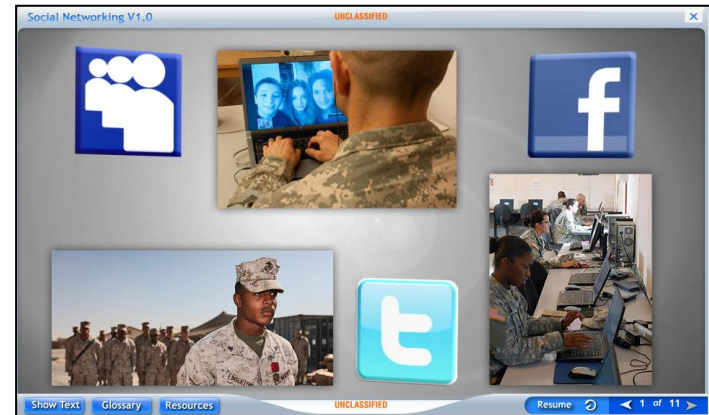 Social Networking V1.0
UNCLASSIFIED
f
t
Show Text
Glossary
Resources
UNCLASSIFIED
Resume
1 of 11